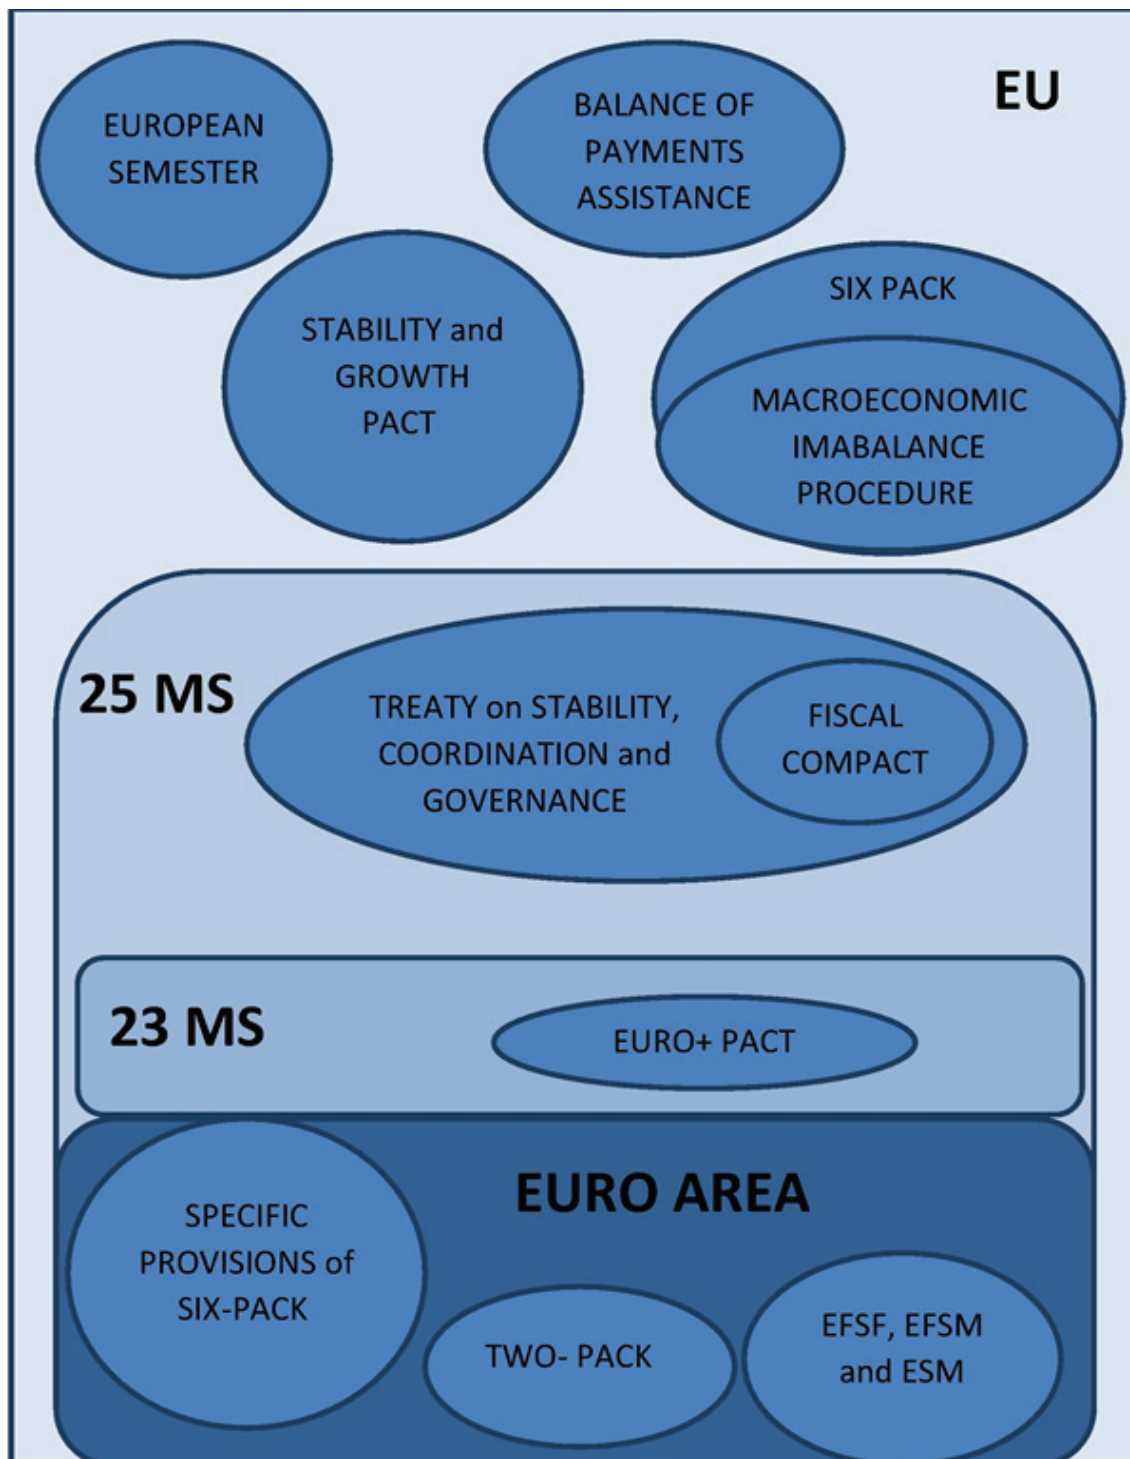 EU
EUROPEAN
SEMESTER
BALANCE OF
PAYMENTS
ASSISTANCE
STABILITY and
GROWTH
PACT
SIX PACK
MACROECONOMIC
IMABALANCE
PROCEDURE
25 MS
TREATY on STABILITY,
COORDINATION and
GOVERNANCE
FISCAL
COMPACT
23 MS
EURO+ PACT
EURO AREA
SPECIFIC
PROVISIONS of
SIX-PACK
TWO- PACK
EFSF, EFSM
and ESM